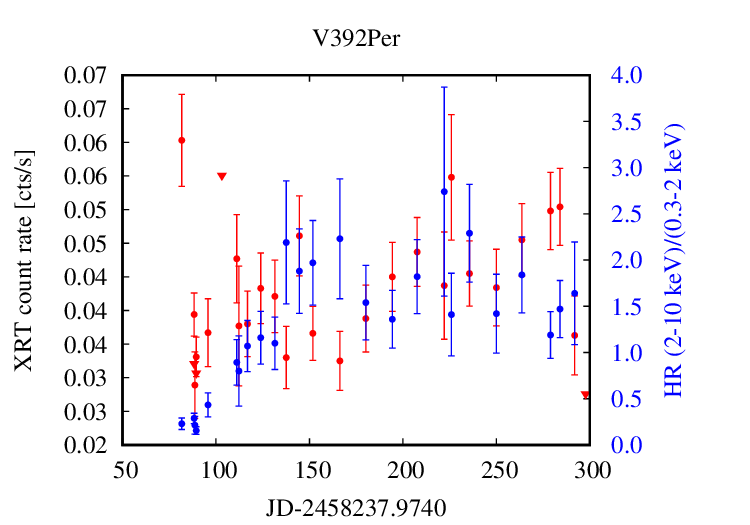 V392Per
0.07 4.0
0.07 3.5
0.06 3.0
0.06 2.5
0.05
0.05 2.0
0.04
0.04 1.5
0.04 1.0
0.03 0.5
0.03
0.02 0.0
XRT count rate [cts/s]
HR (2-10 keV)/(0.3-2 keV)
50 100 150 200 250 300
JD-2458237.9740